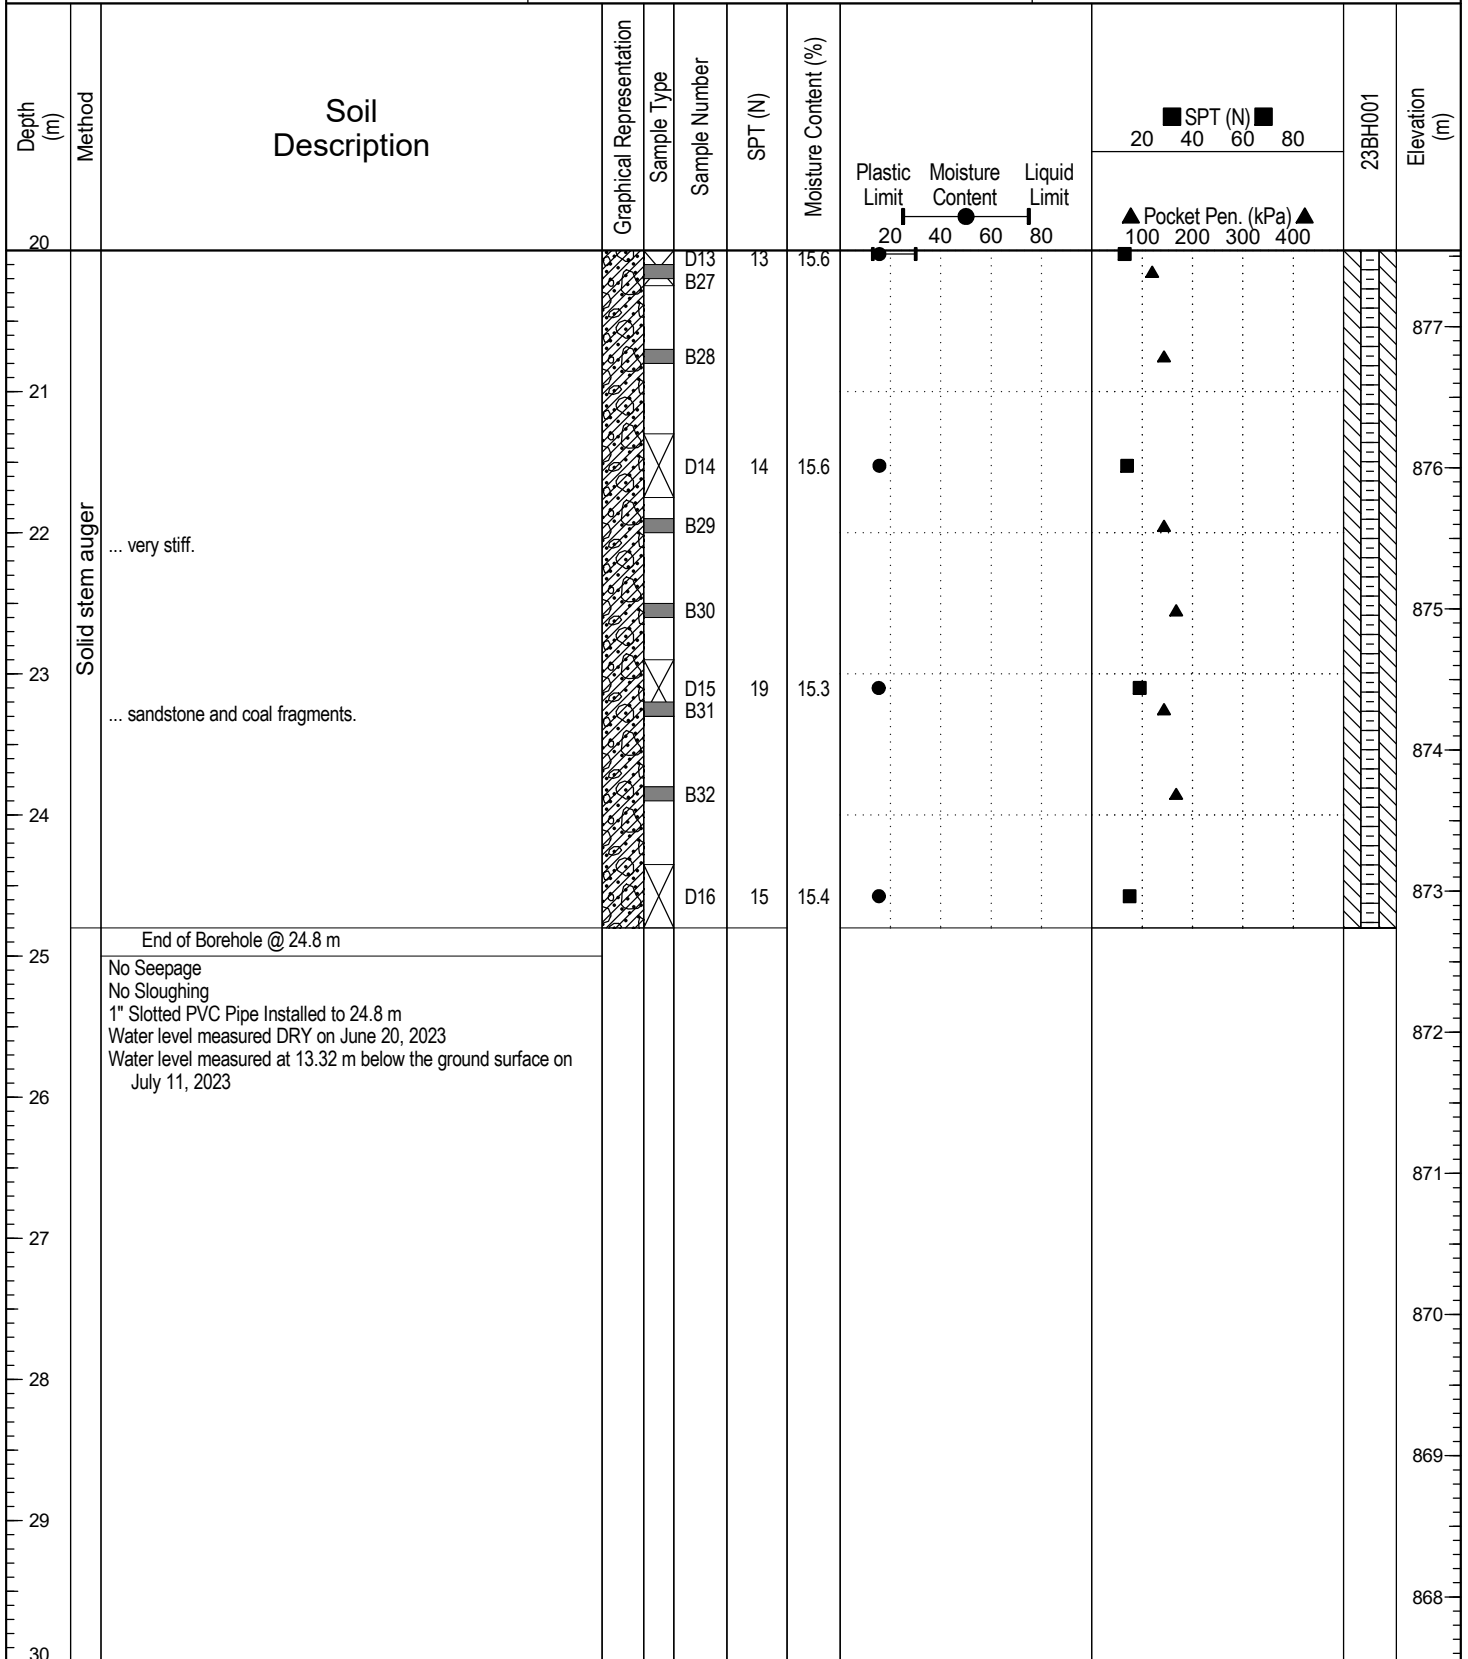 Depth
(m)
Method
Soil
Description
Graphical Representation
Sample Type
Sample Number
SPT (N)
Moisture Content (%)
Plastic Moisture Liquid
Limit Content Limit
20 40 60 80
■ SPT (N) ■
20 40 60 80
▲ Pocket Pen. (kPa) ▲
100 200 300 400
23BH001
Elevation
(m)
20
D13 13 15.6
B27
877
B28
21
D14 14 15.6
876
Solid stem auger
B29
22
... very stiff.
B30
875
23
D15 19 15.3
B31
... sandstone and coal fragments.
874
B32
24
D16 15 15.4
873
End of Borehole @ 24.8 m
25
No Seepage
No Sloughing
1" Slotted PVC Pipe Installed to 24.8 m
Water level measured DRY on June 20, 2023
872
Water level measured at 13.32 m below the ground surface on
July 11, 2023
26
871
27
870
28
869
29
868
30